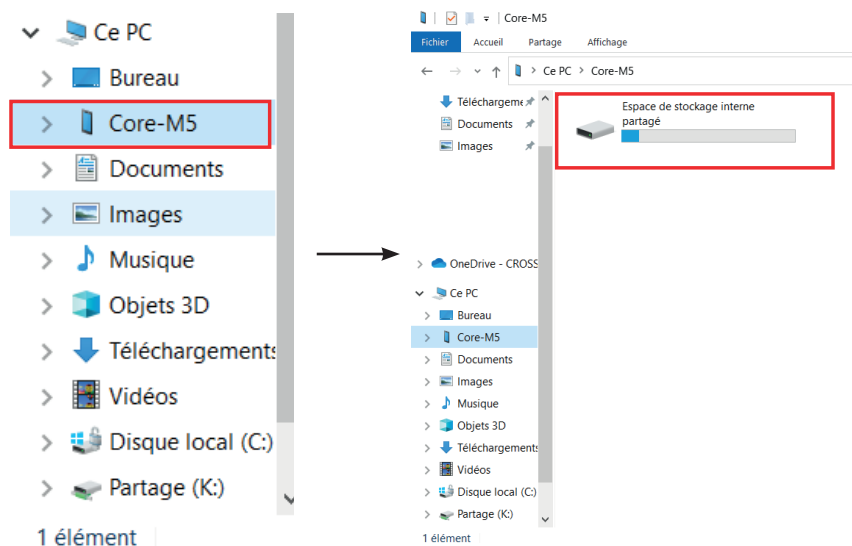 Ce PC
Bureau
Core-M5
Documents
Images
Musique
Objets 3D
Téléchargements
Vidéos
Disque local (C:)
Partage (K:)
1 élément
Core-M5
Fichier Accueil Partage Affichage
Ce PC > Core-M5
Téléchargeme
Documents
Images
Espace de stockage interne
partagé
OneDrive - CROSS
Ce PC
Bureau
Core-M5
Documents
Images
Musique
Objets 3D
Téléchargements
Vidéos
Disque local (C:)
Partage (K:)
1 élément